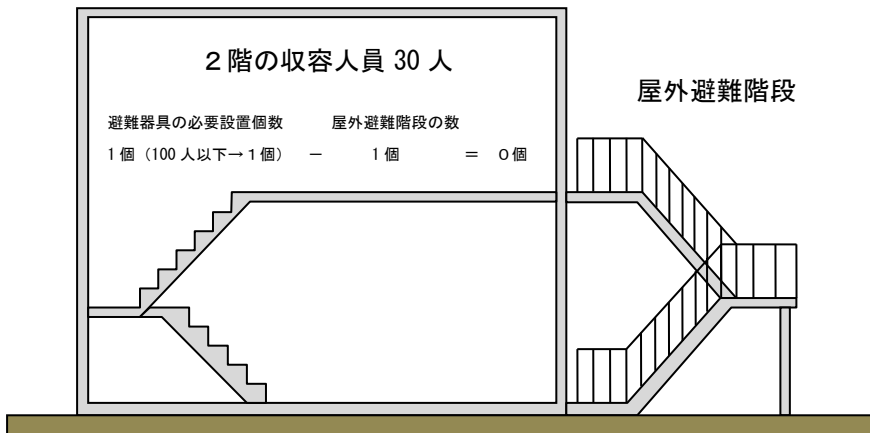 ２階の収容人員 30 人
屋外避難階段
避難器具の必要設置個数 屋外避難階段の数
1 個（100 人以下→１個） － 1 個 ＝ ０個